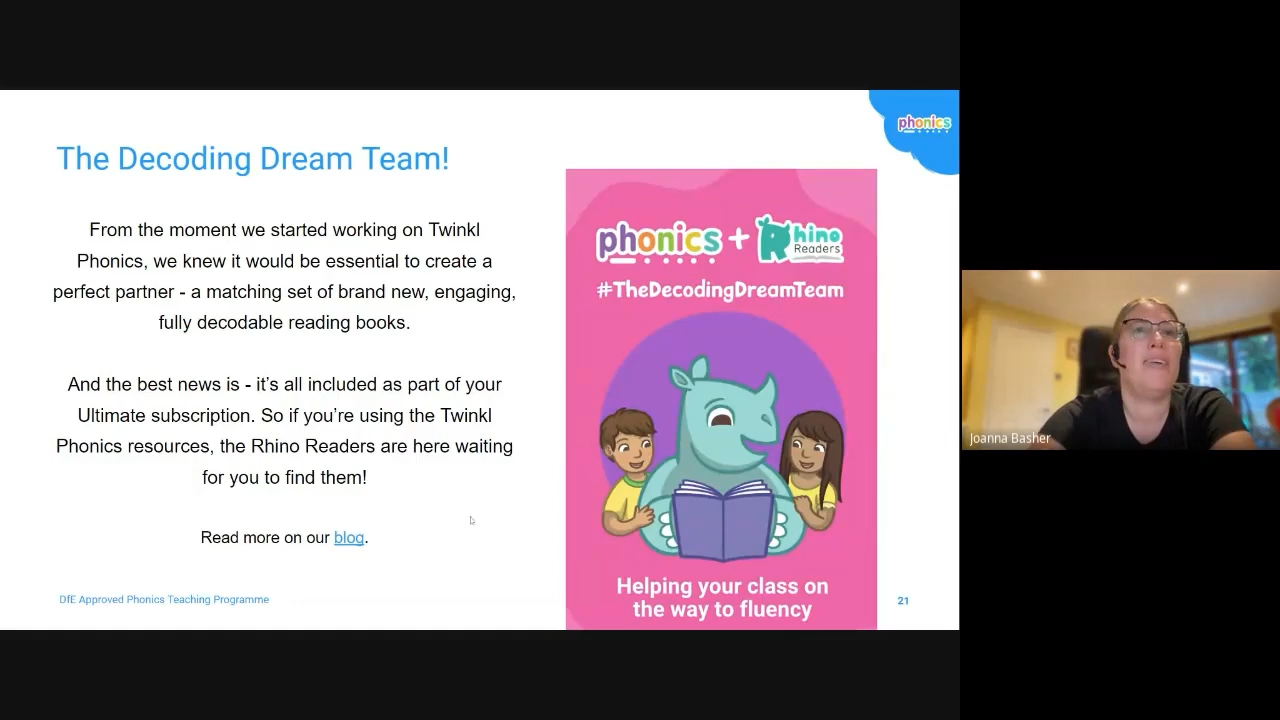 phonics
The Decoding Dream Team!
From the moment we started working on Twinkl
Phonics, we knew it would be essential to create a
perfect partner - a matching set of brand new, engaging,
fully decodable reading books.
And the best news is - it's all included as part of your
Ultimate subscription. So if you're using the Twinkl
Phonics resources, the Rhino Readers are here waiting
for you to find them!
Read more on our blog.
DfE Approved Phonics Teaching Programme
phonics + Rhino
Readers
#TheDecodingDreamTeam
Helping your class on
the way to fluency
21
Joanna Basher